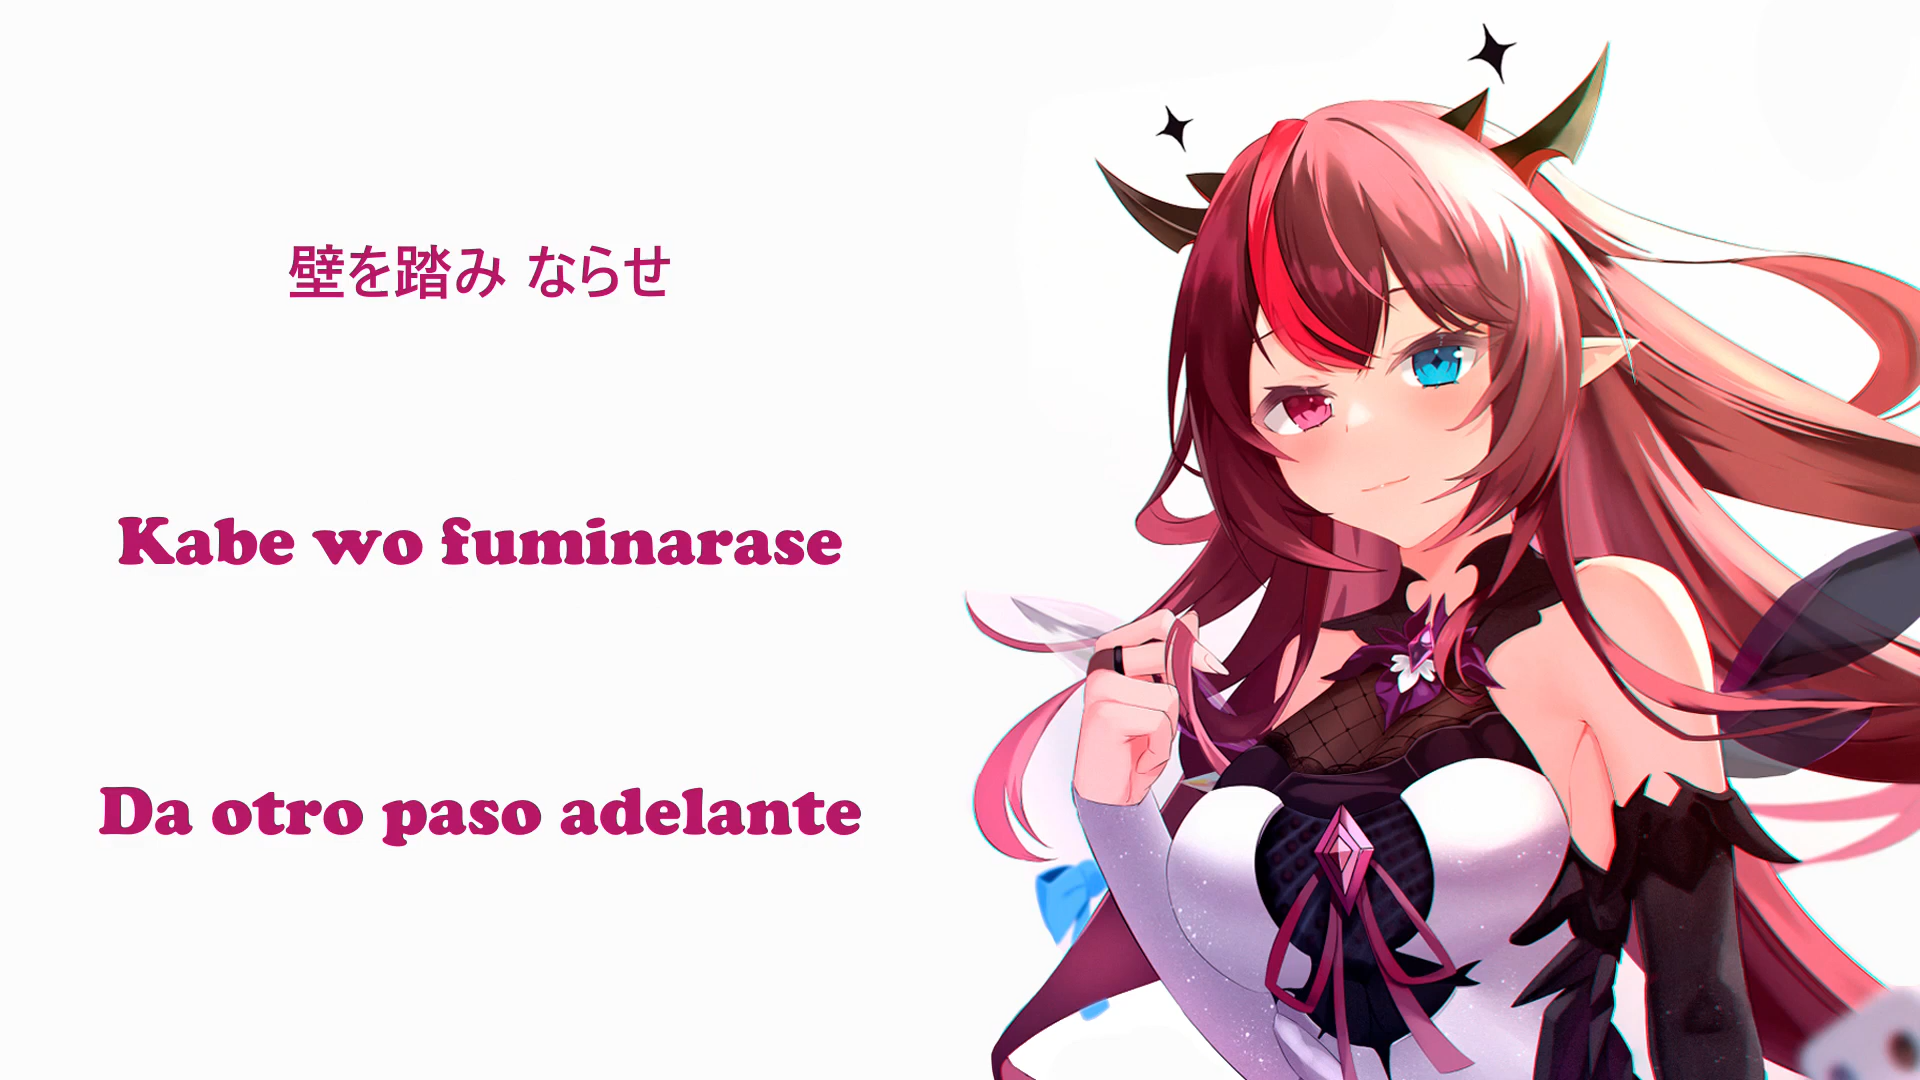 壁を踏み ならせ
Kabe wo fuminarase
Da otro paso adelante